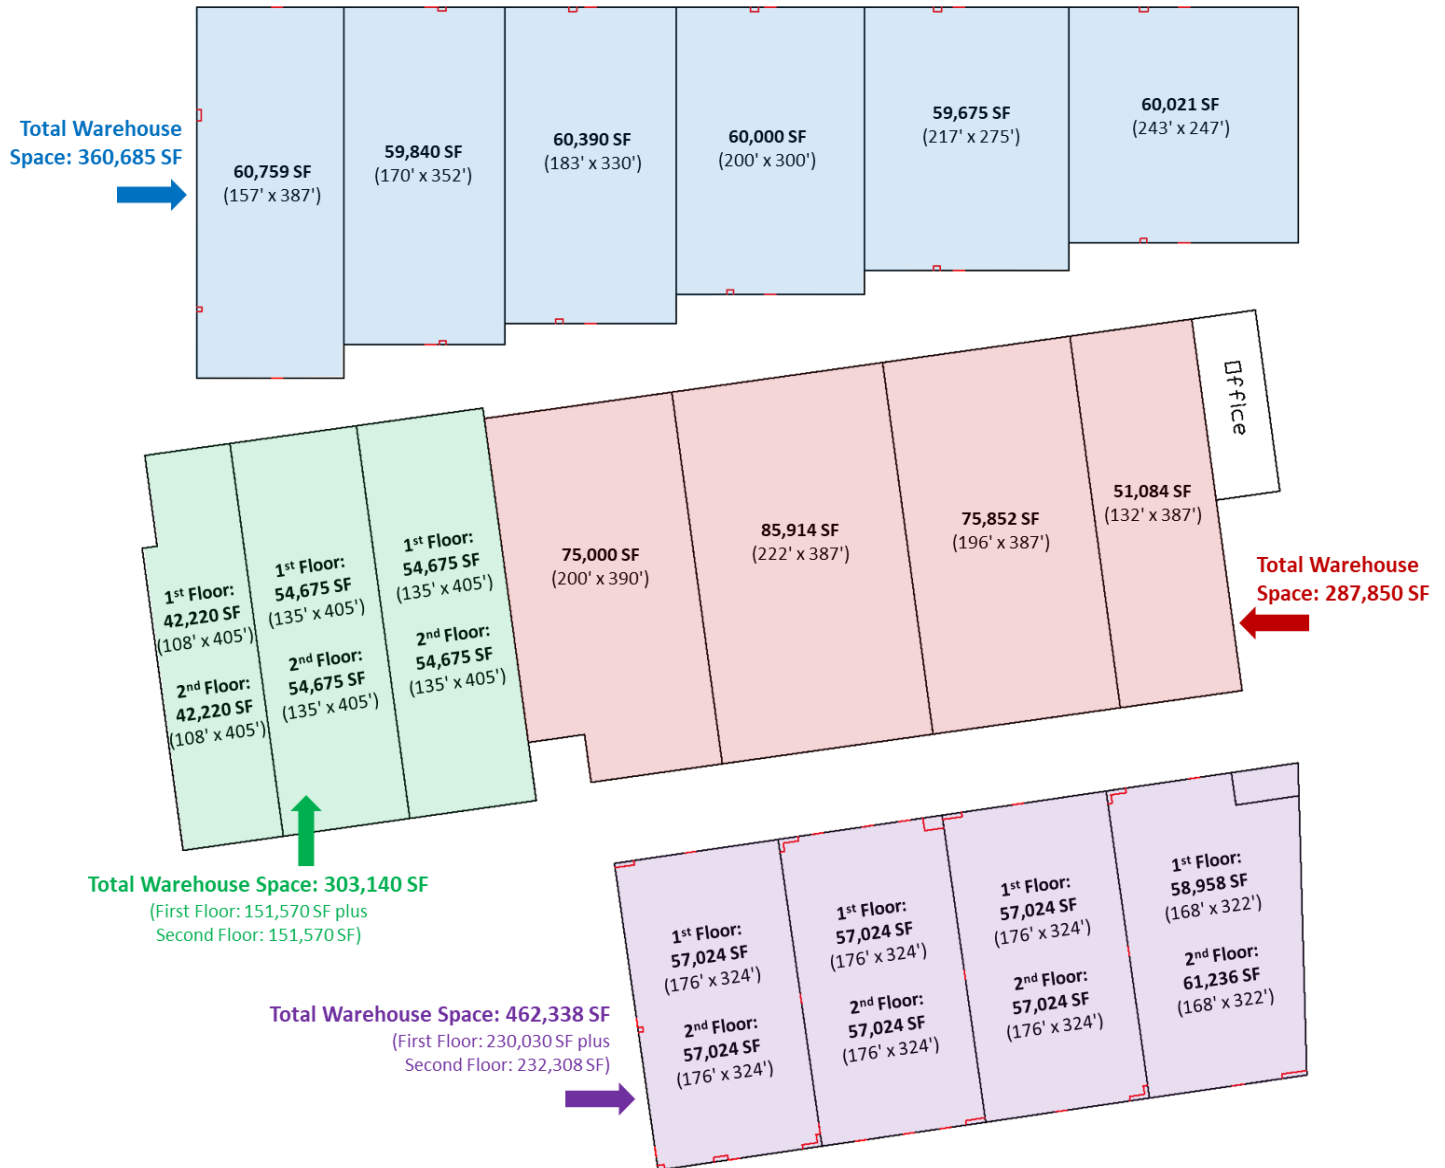 Total Warehouse
Space: 360,685 SF
60,759 SF
(157' x 387')
59,840 SF
(170' x 352')
60,390 SF
(183' x 330')
60,000 SF
(200' x 300')
59,675 SF
(217' x 275')
60,021 SF
(243' x 247')
Office
1st Floor:
42,220 SF
(108' x 405')
2nd Floor:
42,220 SF
(108' x 405')
1st Floor:
54,675 SF
(135' x 405')
2nd Floor:
54,675 SF
(135' x 405')
1st Floor:
54,675 SF
(135' x 405')
2nd Floor:
54,675 SF
(135' x 405')
75,000 SF
(200' x 390')
85,914 SF
(222' x 387')
75,852 SF
(196' x 387')
51,084 SF
(132' x 387')
Total Warehouse
Space: 287,850 SF
Total Warehouse Space: 303,140 SF
(First Floor: 151,570 SF plus
Second Floor: 151,570 SF)
Total Warehouse Space: 462,338 SF
(First Floor: 230,030 SF plus
Second Floor: 232,308 SF)
1st Floor:
57,024 SF
(176' x 324')
2nd Floor:
57,024 SF
(176' x 324')
1st Floor:
57,024 SF
(176' x 324')
2nd Floor:
57,024 SF
(176' x 324')
1st Floor:
57,024 SF
(176' x 324')
2nd Floor:
57,024 SF
(176' x 324')
1st Floor:
58,958 SF
(168' x 322')
2nd Floor:
61,236 SF
(168' x 322')